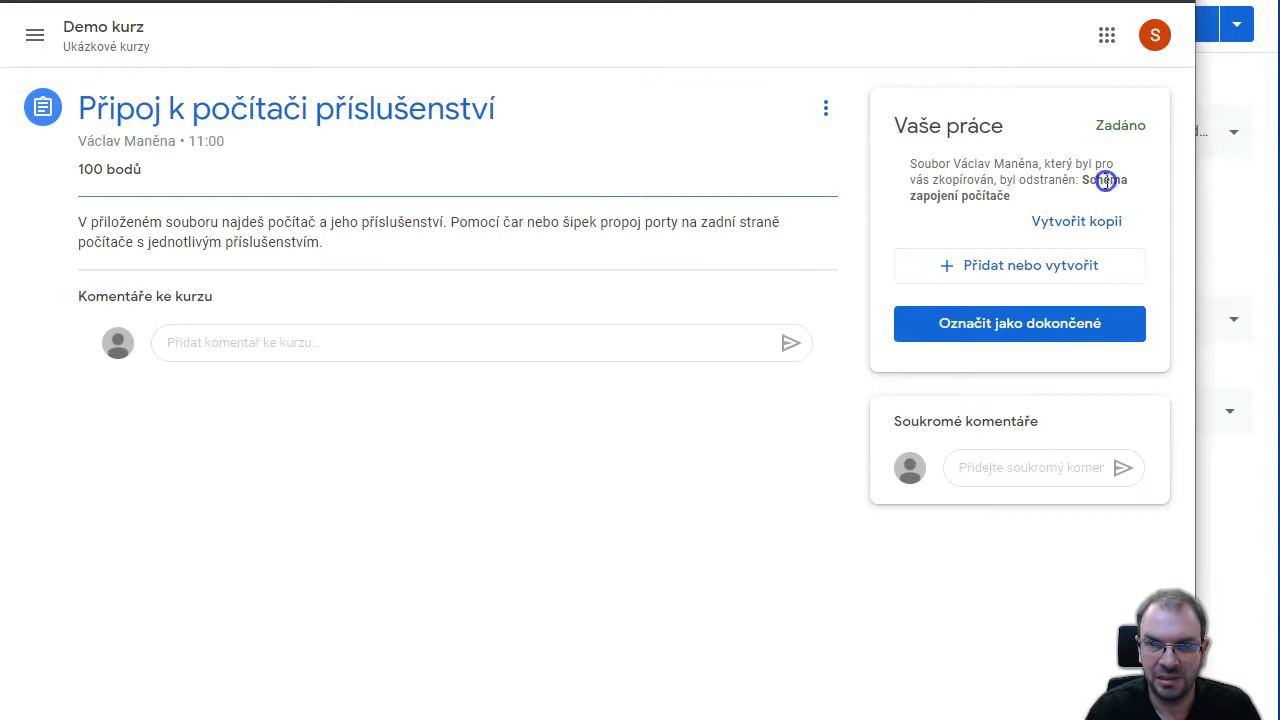 Demo kurz
Ukázkové kurzy
S
Připoj k počítači příslušenství
Václav Maněna • 11:00
100 bodů
V přiloženém souboru najdeš počítač a jeho příslušenství. Pomocí čar nebo šipek propoj porty na zadní straně
počítače s jednotlivým příslušenstvím.
Komentáře ke kurzu
Přidat komentář ke kurzu...
Vaše práce
Zadáno
Soubor Václav Maněna, který byl pro
vás zkopírován, byl odstraněn: Schéma
zapojení počítače
Vytvořit kopii
+ Přidat nebo vytvořit
Označit jako dokončené
Soukromé komentáře
Přidejte soukromý komer